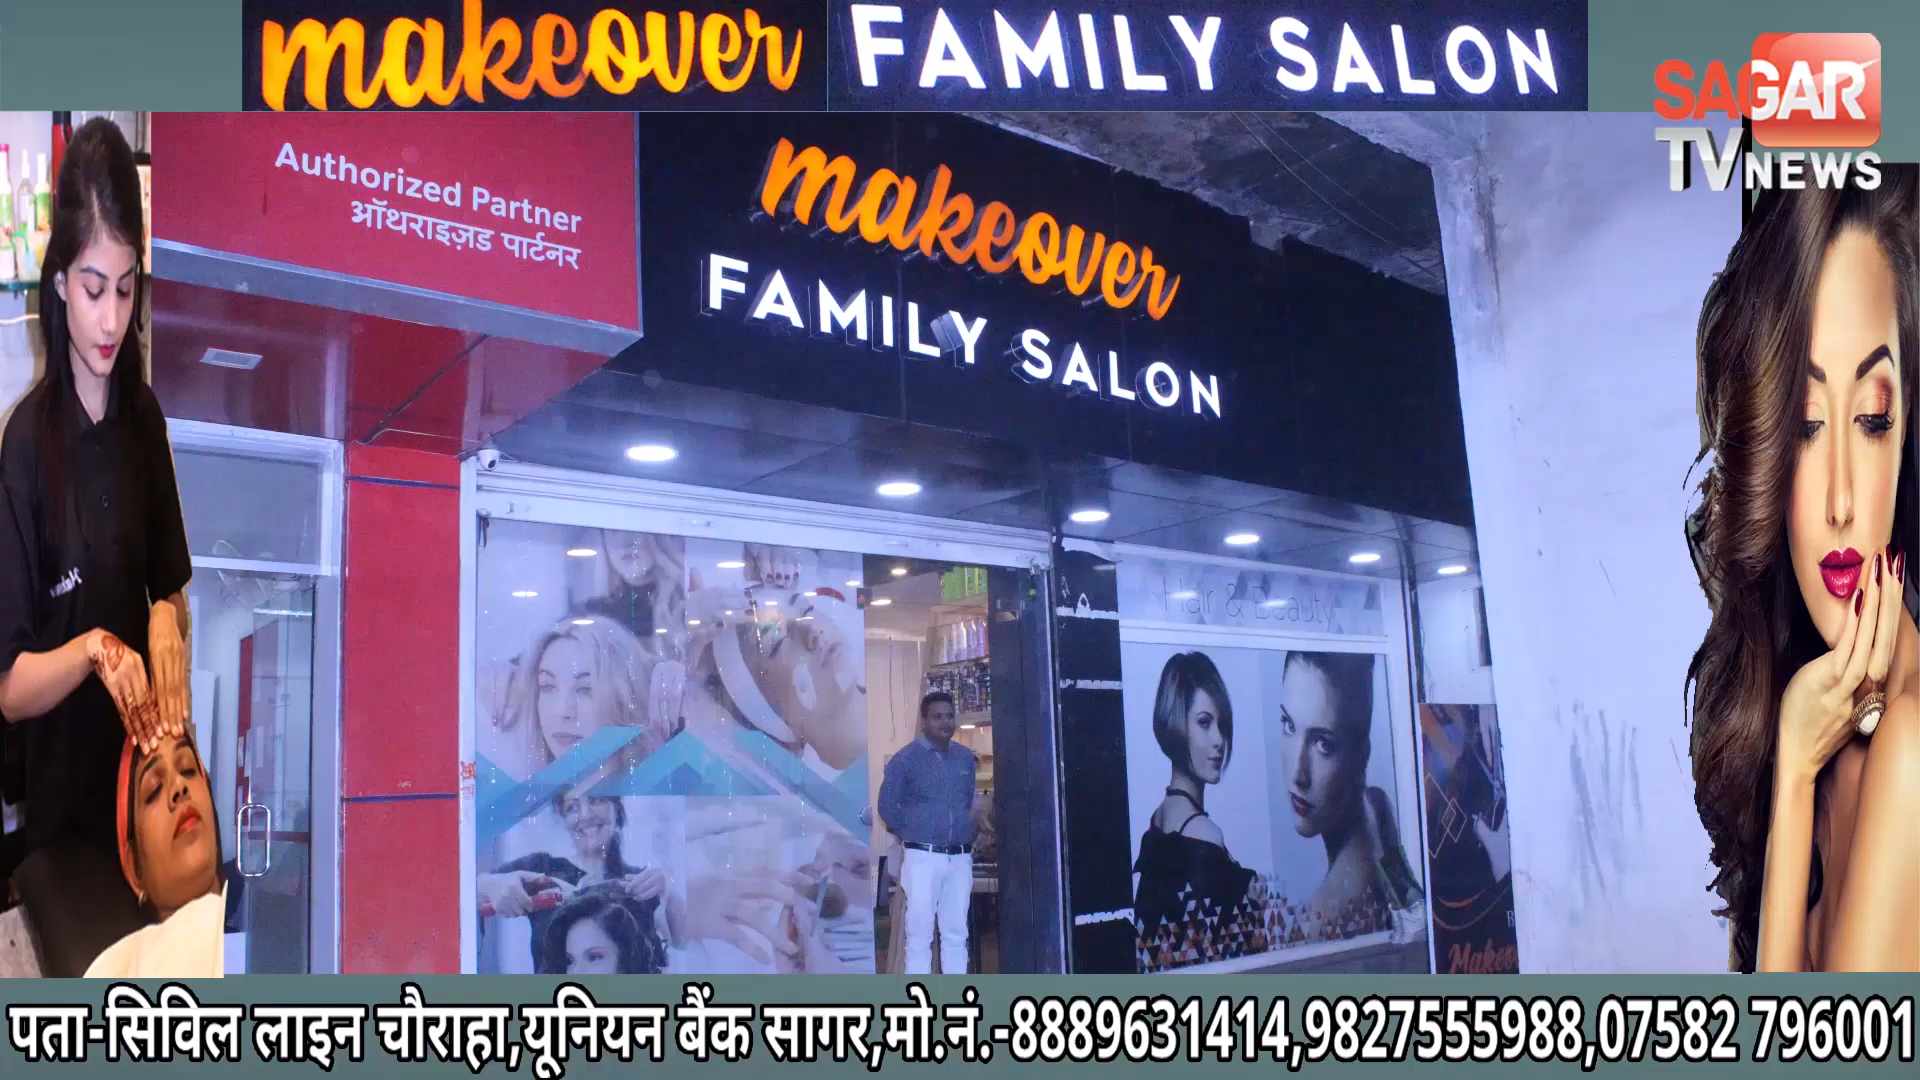 makeover FAMILY SALON
SAGAR
TV NEWS
Authorized Partner
ऑथराइज़ड पार्टनर
makeover
FAMILY SALON
Hair & Beauty
पता-सिविल लाइन चौराहा,यूनियन बैंक सागर,मो.नं.-8889631414,9827555988,07582 796001